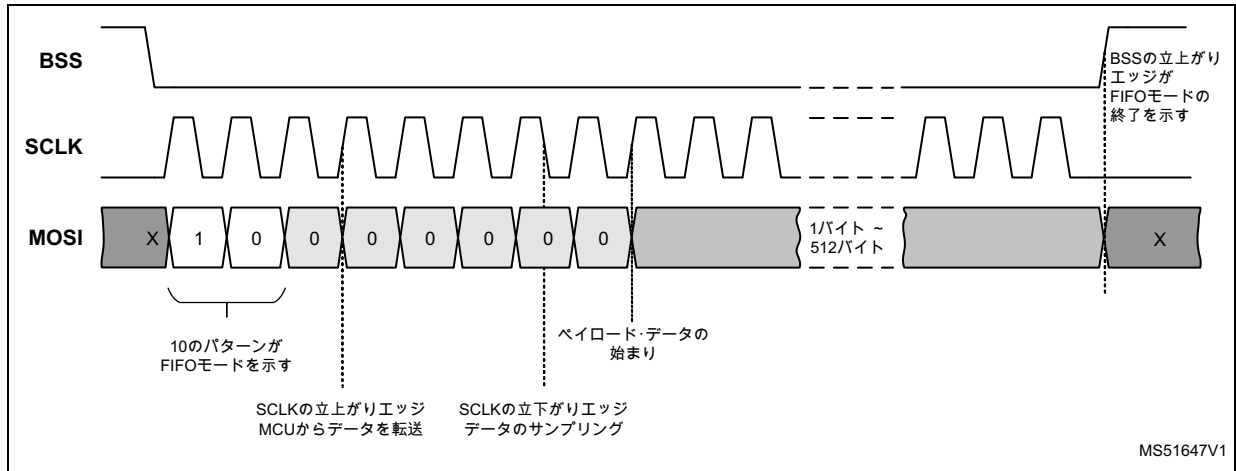 BSS
BSSの立上がり
エッジが
FIFOモードの
終了を示す
SCLK
MOSI
X 1 0 0 0 0 0 0 0
1バイト ~
512バイト
X
10のパターンが
FIFOモードを示す
ペイロード・データの
始まり
SCLKの立上がりエッジ
MCUからデータを転送
SCLKの立下がりエッジ
データのサンプリング
MS51647V1